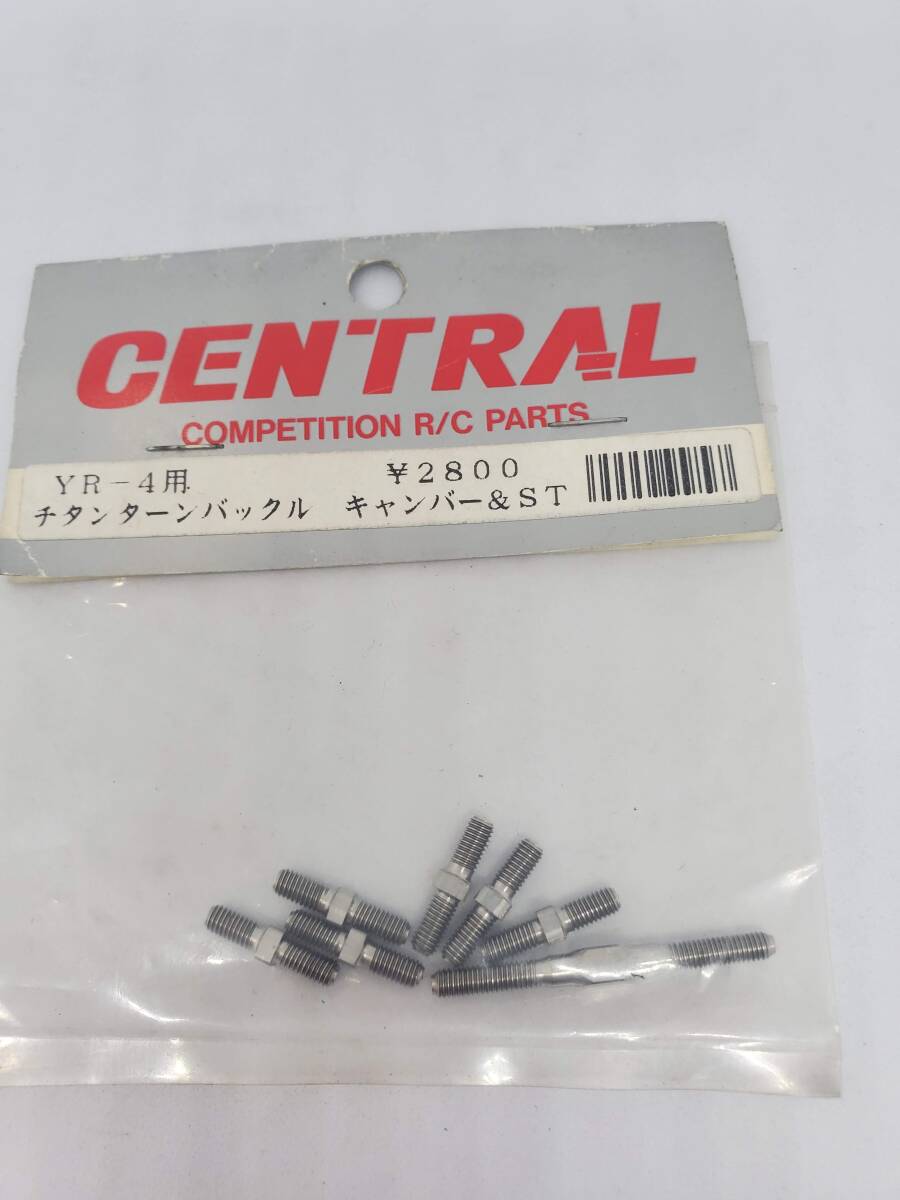 CENTRAL
COMPETITION R/C PARTS
YR-4用 ¥2800
チタンターンバックル キャンバー&ST